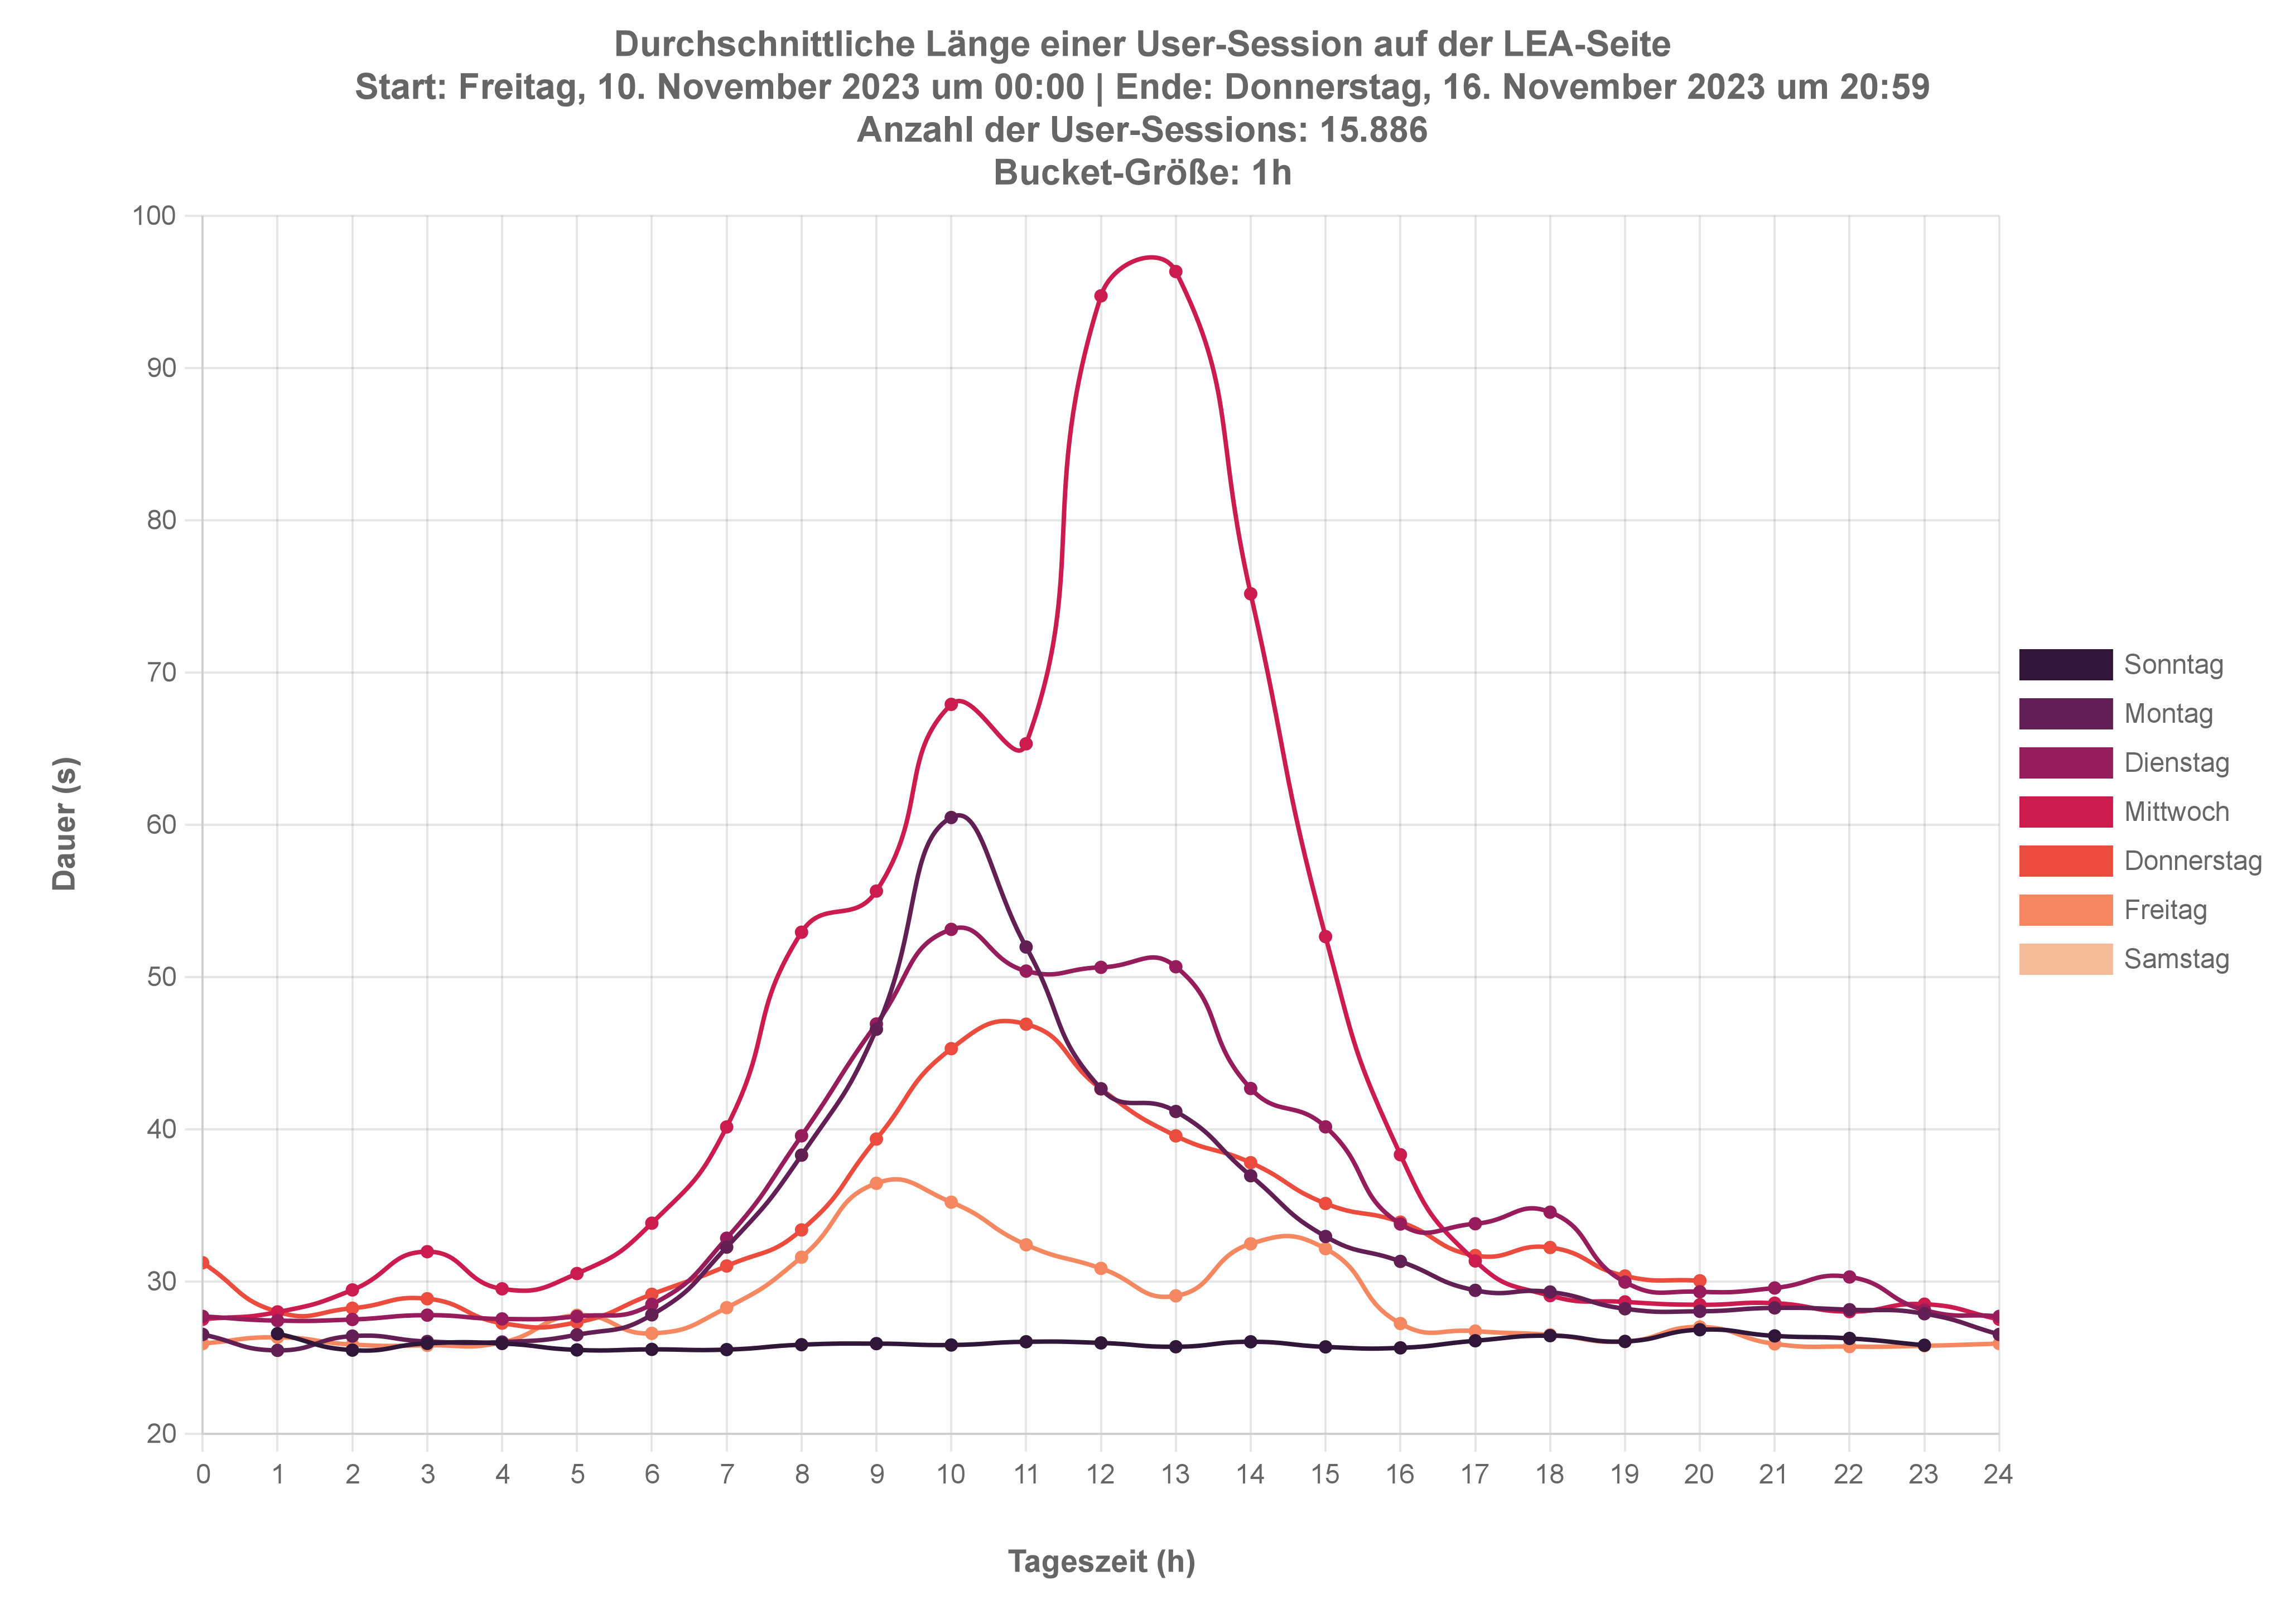 Durchschnittliche Länge einer User-Session auf der LEA-Seite
Start: Freitag, 10. November 2023 um 00:00 | Ende: Donnerstag, 16. November 2023 um 20:59
Anzahl der User-Sessions: 15.886
Bucket-Größe: 1h
100
90
80
70
60
50
40
30
20
Dauer (s)
0 1 2 3 4 5 6 7 8 9 10 11 12 13 14 15 16 17 18 19 20 21 22 23 24
Tageszeit (h)
Sonntag
Montag
Dienstag
Mittwoch
Donnerstag
Freitag
Samstag